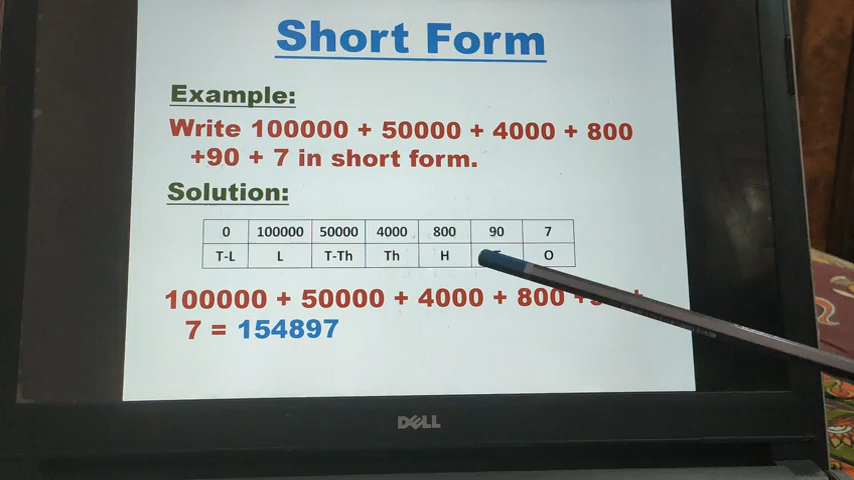 Short Form
Example:
Write 100000 + 50000 + 4000 + 800
+90 + 7 in short form.
Solution:
0 100000 50000 4000 800 90 7
T-L L T-Th Th H O
100000 + 50000 + 4000 + 800 +
7 = 154897
DELL